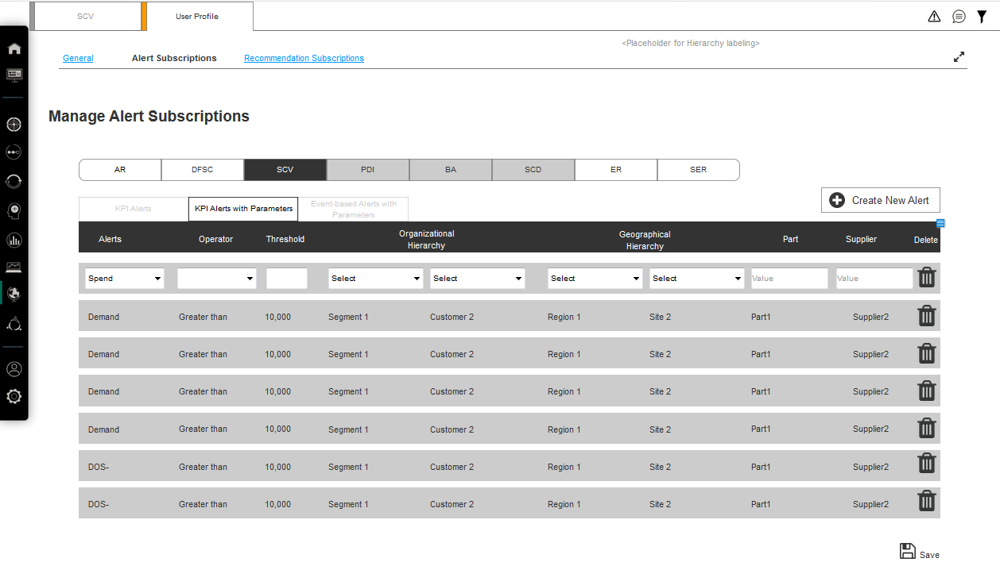 SCV User Profile
<Placeholder for Hierarchy labeling>
General Alert Subscriptions Recommendation Subscriptions
Manage Alert Subscriptions
AR DFSC SCV PDI BA SCD ER SER
Create New Alert
KPI Alerts KPI Alerts with Parameters Event-based Alerts with
Parameters
Alerts Operator Threshold Organizational Geographical Part Supplier Delete
Hierarchy Hierarchy
Spend Select Select Select Select Value Value
Demand Greater than 10,000 Segment 1 Customer 2 Region 1 Site 2 Part1 Supplier2
Demand Greater than 10,000 Segment 1 Customer 2 Region 1 Site 2 Part1 Supplier2
Demand Greater than 10,000 Segment 1 Customer 2 Region 1 Site 2 Part1 Supplier2
Demand Greater than 10,000 Segment 1 Customer 2 Region 1 Site 2 Part1 Supplier2
DOS- Greater than 10,000 Segment 1 Customer 2 Region 1 Site 2 Part1 Supplier2
DOS- Greater than 10,000 Segment 1 Customer 2 Region 1 Site 2 Part1 Supplier2
Save